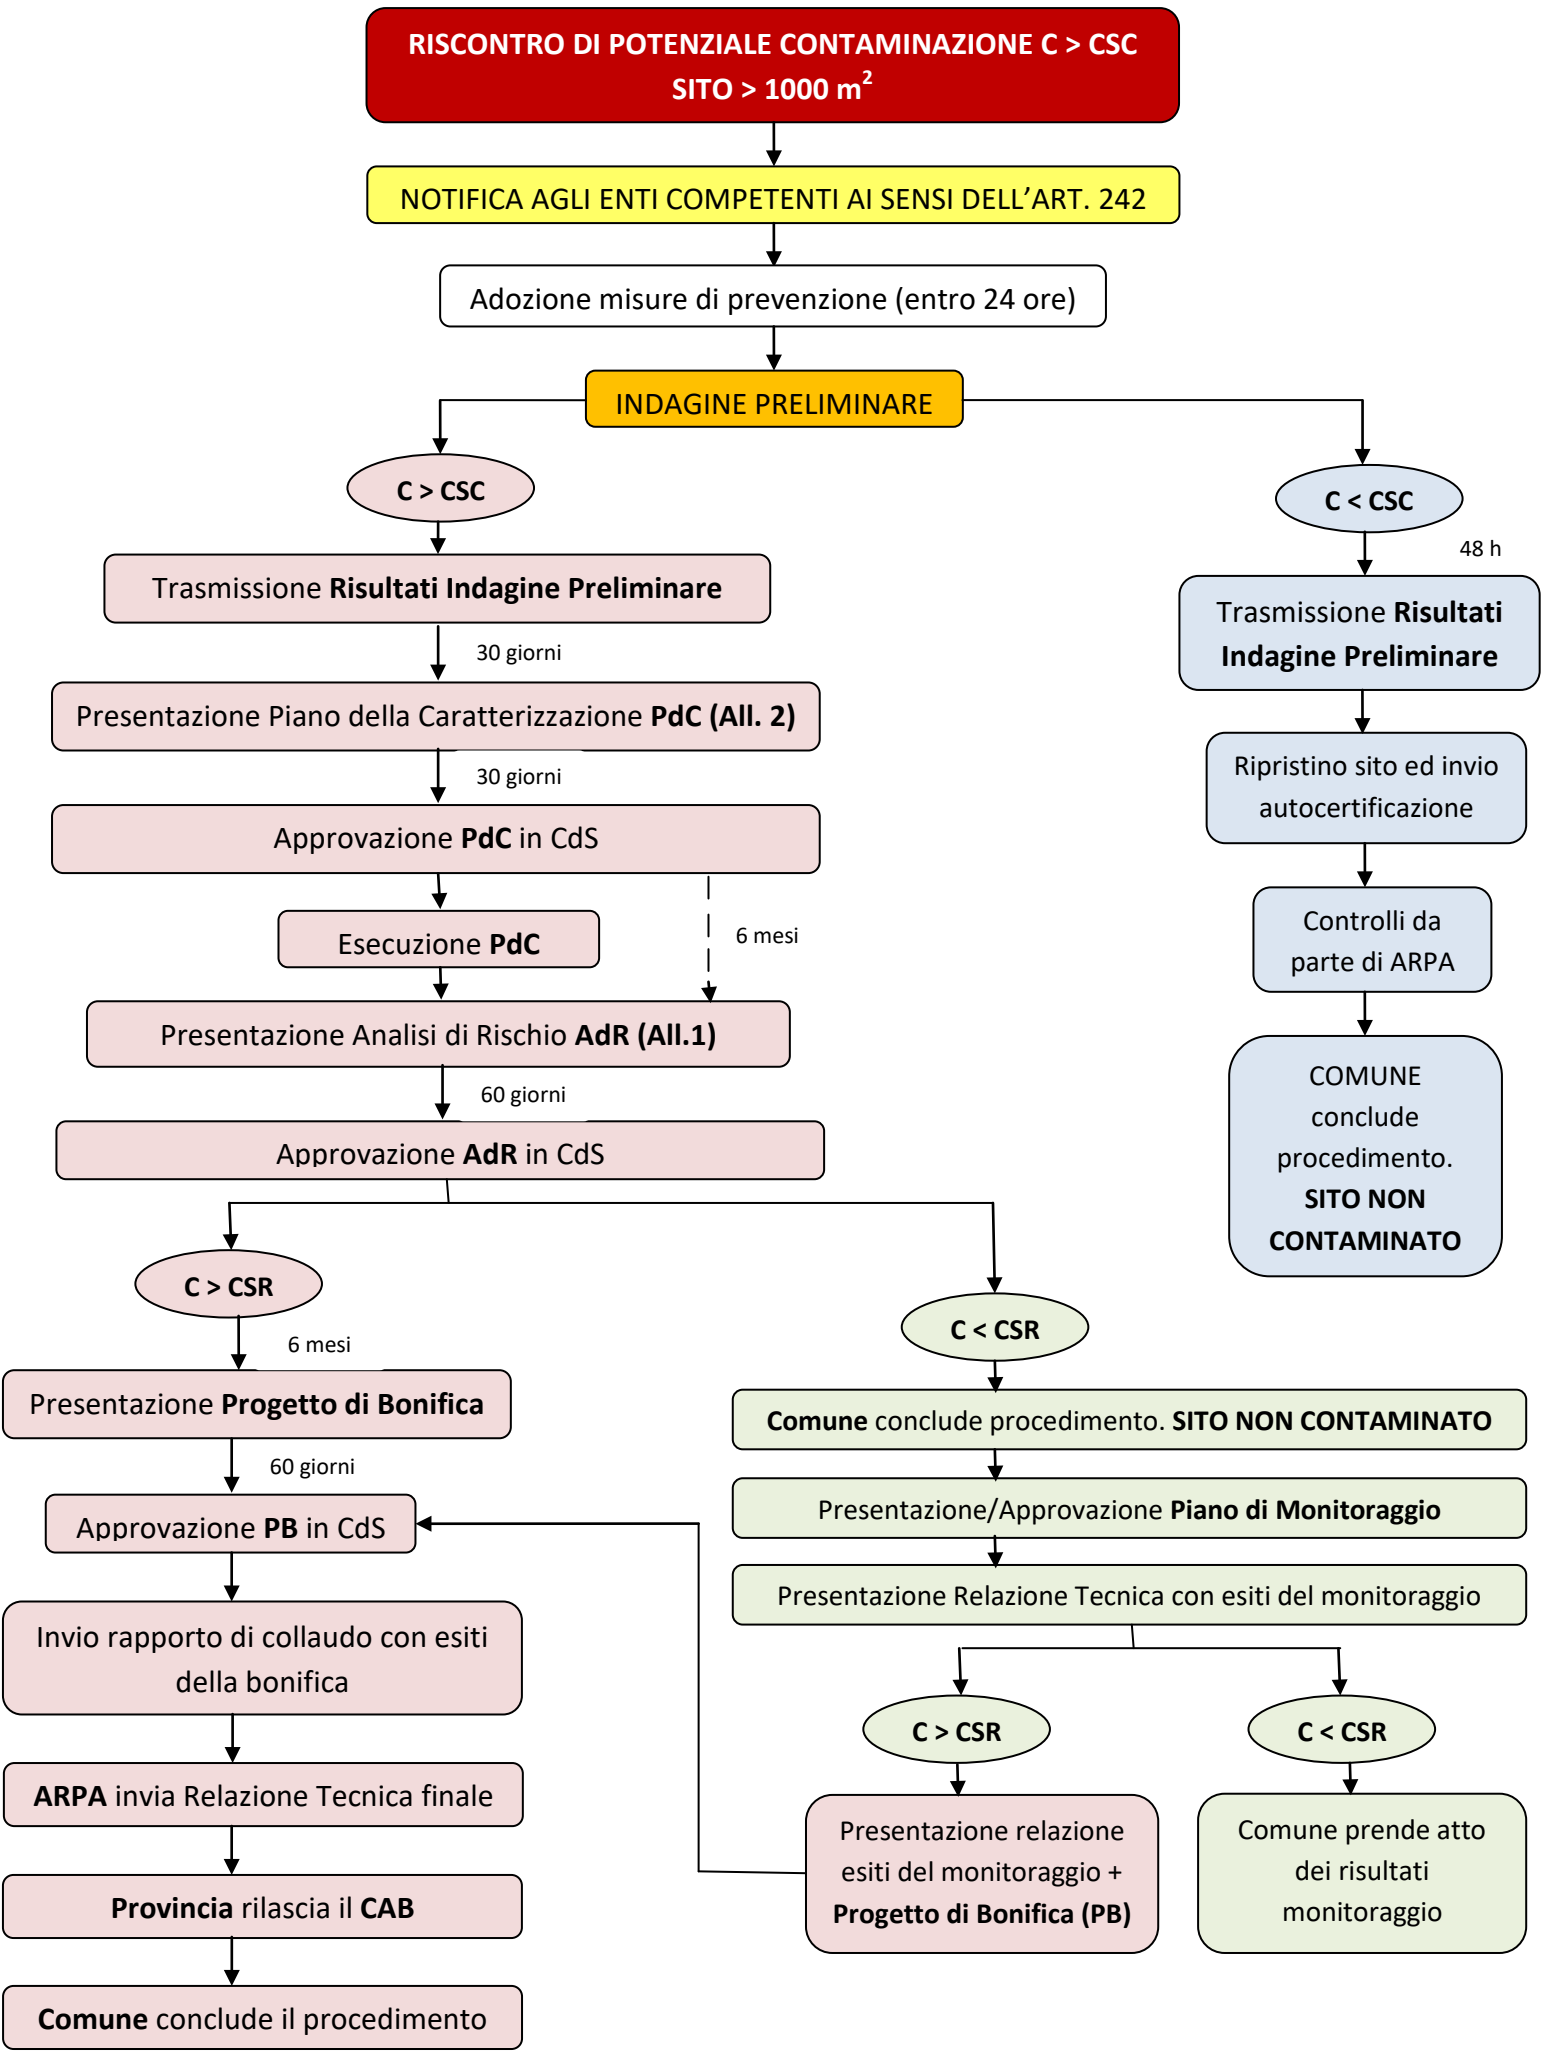 RISCONTRO DI POTENZIALE CONTAMINAZIONE C > CSC
SITO > 1000 m²
NOTIFICA AGLI ENTI COMPETENTI AI SENSI DELL’ART. 242
Adozione misure di prevenzione (entro 24 ore)
INDAGINE PRELIMINARE
C > CSC
Trasmissione Risultati Indagine Preliminare
30 giorni
Presentazione Piano della Caratterizzazione PdC (All. 2)
30 giorni
Approvazione PdC in CdS
Esecuzione PdC
6 mesi
Presentazione Analisi di Rischio AdR (All.1)
60 giorni
Approvazione AdR in CdS
C < CSC
48 h
Trasmissione Risultati
Indagine Preliminare
Ripristino sito ed invio
autocertificazione
Controlli da
parte di ARPA
COMUNE
conclude
procedimento.
SITO NON
CONTAMINATO
C > CSR
6 mesi
Presentazione Progetto di Bonifica
60 giorni
Approvazione PB in CdS
Invio rapporto di collaudo con esiti
della bonifica
ARPA invia Relazione Tecnica finale
Provincia rilascia il CAB
Comune conclude il procedimento
C < CSR
Comune conclude procedimento. SITO NON CONTAMINATO
Presentazione/Approvazione Piano di Monitoraggio
Presentazione Relazione Tecnica con esiti del monitoraggio
C > CSR
Presentazione relazione
esiti del monitoraggio +
Progetto di Bonifica (PB)
C < CSR
Comune prende atto
dei risultati
monitoraggio